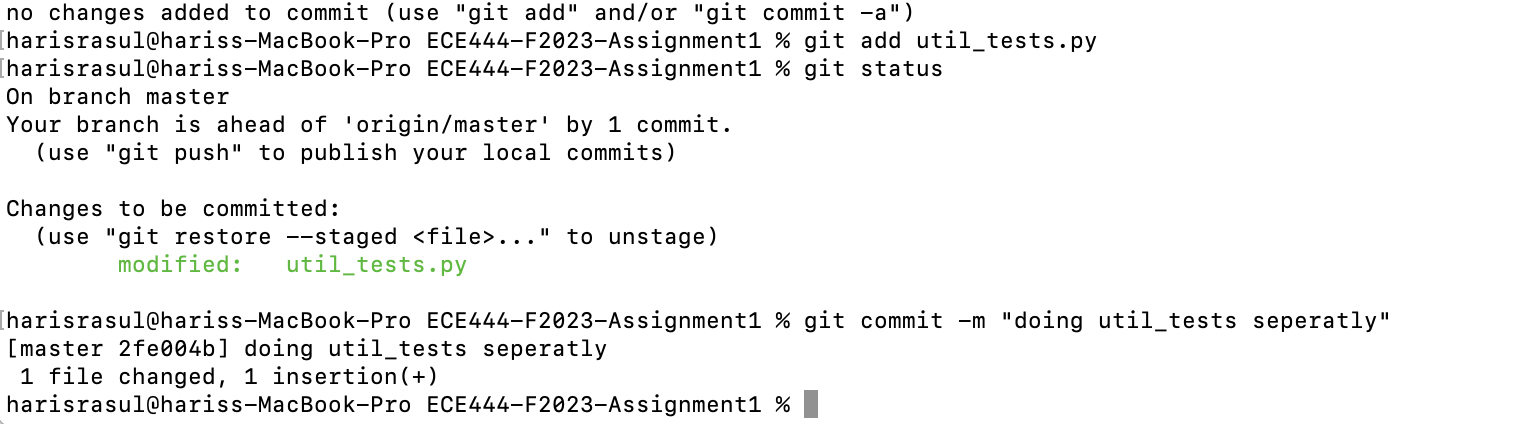 no changes added to commit (use "git add" and/or "git commit -a")
[harisrasul@hariss-MacBook-Pro ECE444-F2023-Assignment1 % git add util_tests.py
[harisrasul@hariss-MacBook-Pro ECE444-F2023-Assignment1 % git status
On branch master
Your branch is ahead of 'origin/master' by 1 commit.
  (use "git push" to publish your local commits)

Changes to be committed:
  (use "git restore --staged <file>..." to unstage)
        modified:   util_tests.py

[harisrasul@hariss-MacBook-Pro ECE444-F2023-Assignment1 % git commit -m "doing util_tests seperatly"
[master 2fe004b] doing util_tests seperatly
 1 file changed, 1 insertion(+)
harisrasul@hariss-MacBook-Pro ECE444-F2023-Assignment1 %